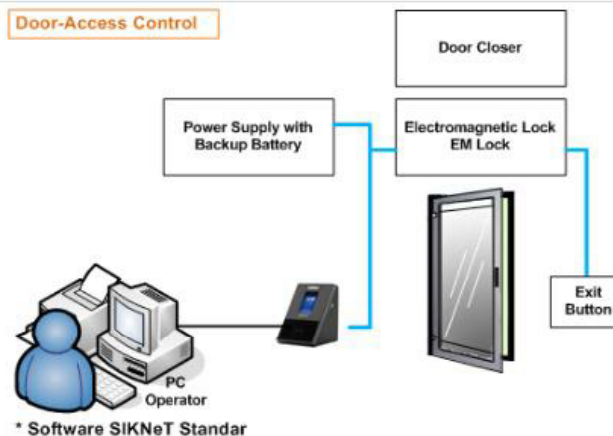 Door-Access Control
Door Closer
Power Supply with
Backup Battery
Electromagnetic Lock
EM Lock
Exit
Button
PC
Operator
* Software SIKNeT Standar